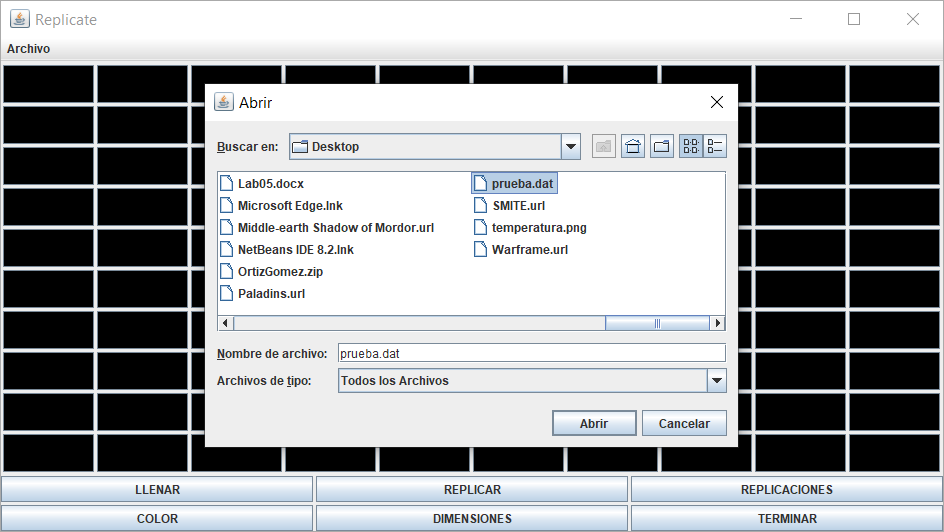 Replicate
Archivo
Abrir
Buscar en: Desktop
Lab05.docx
Microsoft Edge.lnk
Middle-earth Shadow of Mordor.url
NetBeans IDE 8.2.lnk
OrtizGomez.zip
Paladins.url
prueba.dat
SMITE.url
temperatura.png
Warframe.url
Nombre de archivo: prueba.dat
Archivos de tipo: Todos los Archivos
Abrir Cancelar
LLENAR REPLICAR REPLICACIONES
COLOR DIMENSIONES TERMINAR